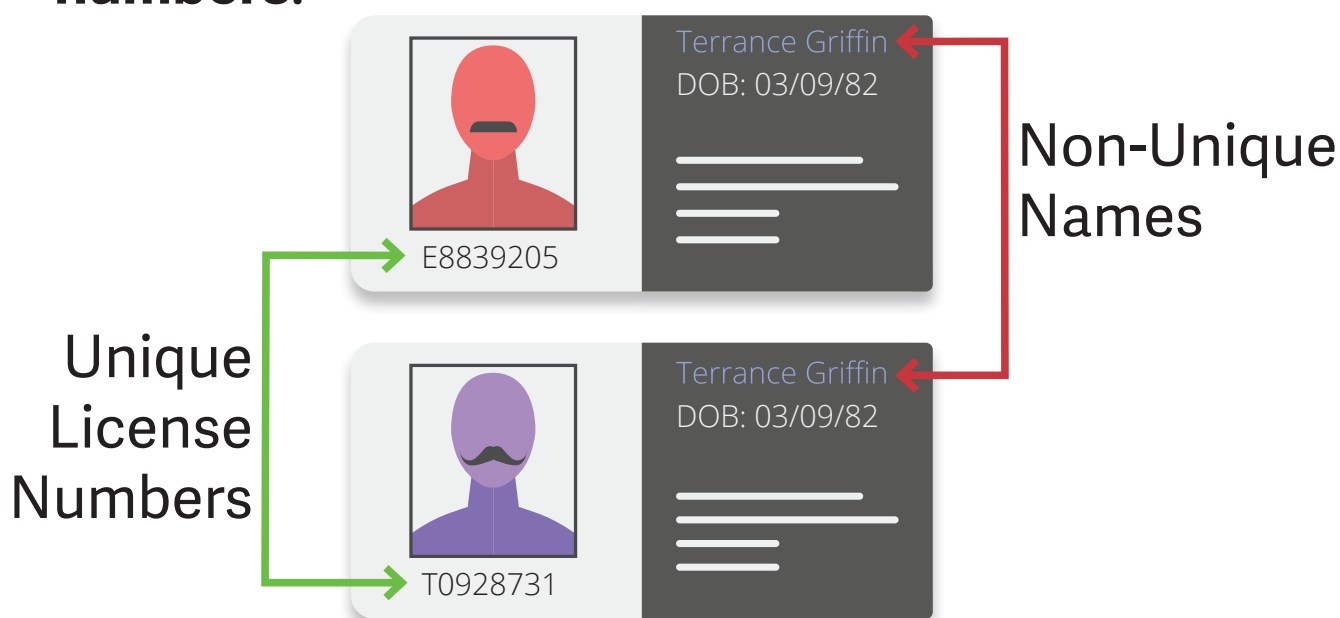 numbers.
Terrance Griffin
DOB: 03/09/82
E8839205
Non-Unique
Names
Unique
License
Numbers
Terrance Griffin
DOB: 03/09/82
T0928731